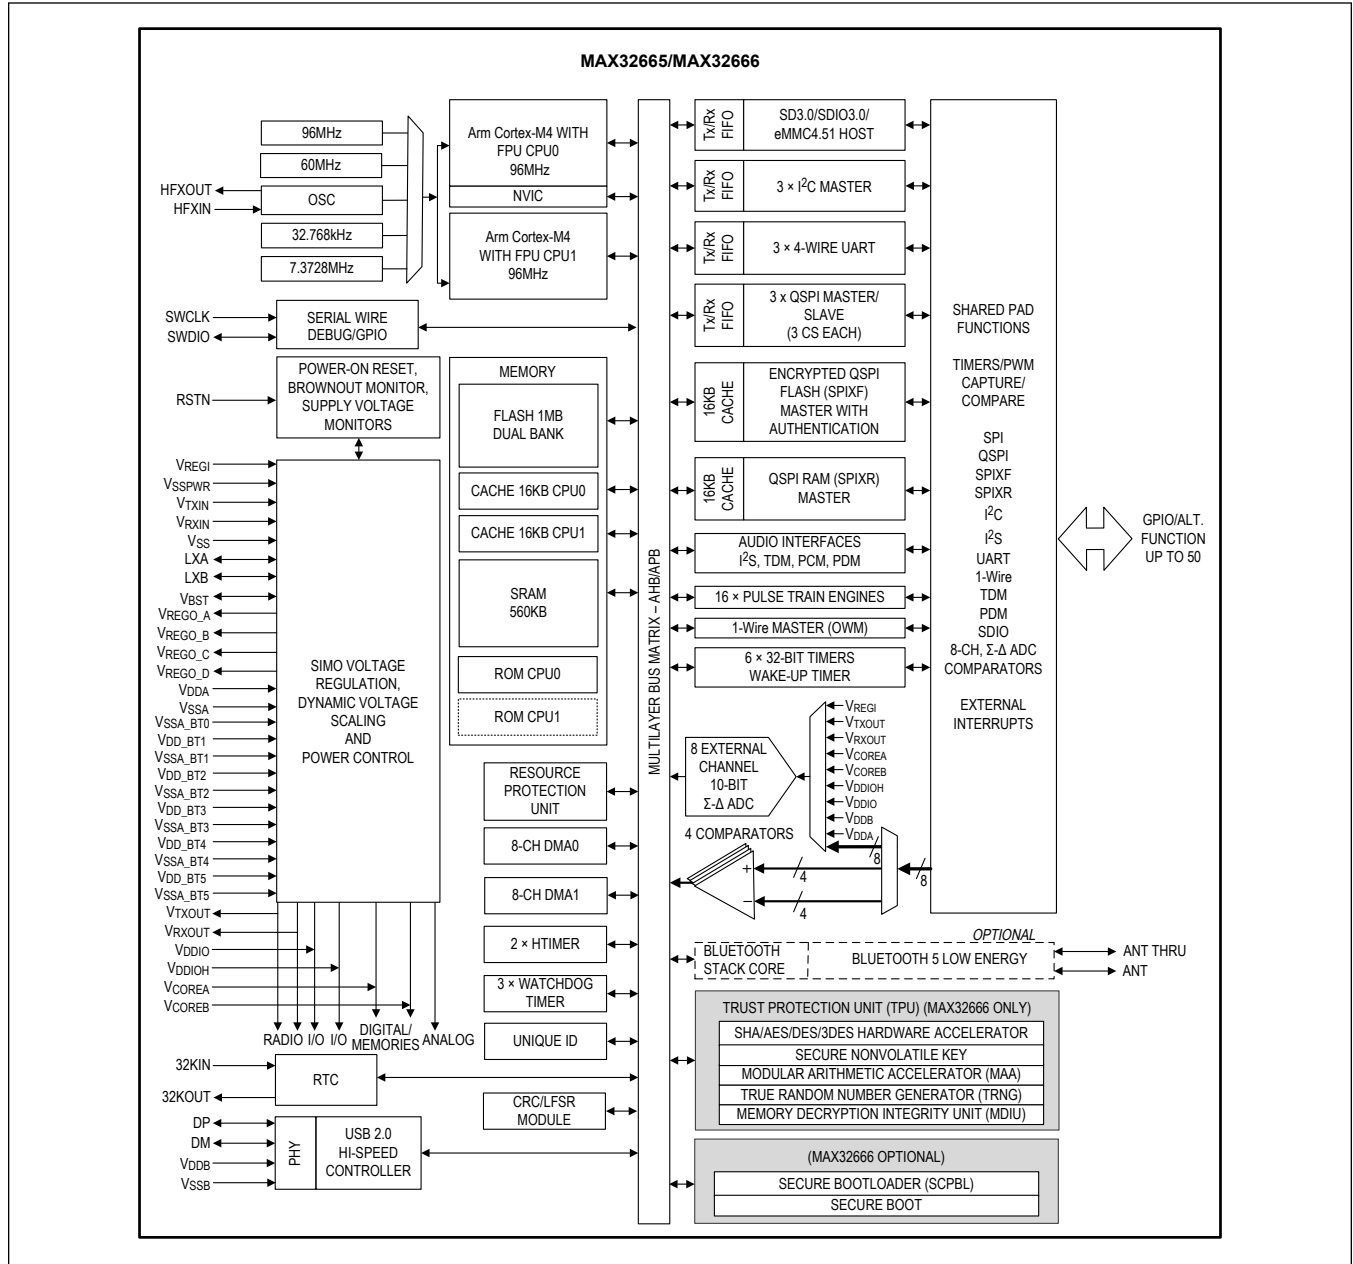 MAX32665/MAX32666
96MHz
60MHz
HFXOUT
OSC
HFXIN
32.768kHz
7.3728MHz
Arm Cortex-M4 WITH
FPU CPU0
96MHz
NVIC
Arm Cortex-M4
WITH FPU CPU1
96MHz
SWCLK
SWDIO
SERIAL WIRE
DEBUG/GPIO
RSTN
POWER-ON RESET,
BROWNOUT MONITOR,
SUPPLY VOLTAGE
MONITORS
VREGI
VSSPWR
VTXIN
VRXIN
VSS
LXA
LXB
VBST
VREGO_A
VREGO_B
VREGO_C
VREGO_D
VDDA
VSSA
VSSA_BT0
VDD_BT1
VSSA_BT1
VDD_BT2
VSSA_BT2
VDD_BT3
VSSA_BT3
VDD_BT4
VSSA_BT4
VDD_BT5
VSSA_BT5
VTXOUT
VRXOUT
VDDIO
VDDIOH
VCOREA
VCOREB
SIMO VOLTAGE
REGULATION,
DYNAMIC VOLTAGE
SCALING
AND
POWER CONTROL
RADIO I/O I/O DIGITAL/
MEMORIES ANALOG
32KIN
32KOUT
RTC
DP
DM
VDDB
VSSB
PHY
USB 2.0
HI-SPEED
CONTROLLER
MEMORY
FLASH 1MB
DUAL BANK
CACHE 16KB CPU0
CACHE 16KB CPU1
SRAM
560KB
ROM CPU0
ROM CPU1
RESOURCE
PROTECTION
UNIT
8-CH DMA0
8-CH DMA1
2 × HTIMER
3 × WATCHDOG
TIMER
UNIQUE ID
CRC/LFSR
MODULE
MULTILAYER BUS MATRIX – AHB/APB
Tx/Rx
FIFO
SD3.0/SDIO3.0/
eMMC4.51 HOST
Tx/Rx
FIFO
3 × I2C MASTER
Tx/Rx
FIFO
3 × 4-WIRE UART
Tx/Rx
FIFO
3 x QSPI MASTER/
SLAVE
(3 CS EACH)
16KB
CACHE
ENCRYPTED QSPI
FLASH (SPIXF)
MASTER WITH
AUTHENTICATION
16KB
CACHE
QSPI RAM (SPIXR)
MASTER
AUDIO INTERFACES
I2S, TDM, PCM, PDM
16 × PULSE TRAIN ENGINES
1-Wire MASTER (OWM)
6 × 32-BIT TIMERS
WAKE-UP TIMER
8 EXTERNAL
CHANNEL
10-BIT
Σ-Δ ADC
VREGI
VTXOUT
VRXOUT
VCOREA
VCOREB
VDDIOH
VDDIO
VDDB
VDDA
4 COMPARATORS
8
+
4
8
−
4
SHARED PAD
FUNCTIONS
TIMERS/PWM
CAPTURE/
COMPARE
SPI
QSPI
SPIXF
SPIXR
I2C
I2S
UART
1-Wire
TDM
PDM
SDIO
8-CH, Σ-Δ ADC
COMPARATORS
EXTERNAL
INTERRUPTS
GPIO/ALT.
FUNCTION
UP TO 50
OPTIONAL
BLUETOOTH
STACK CORE
BLUETOOTH 5 LOW ENERGY
ANT THRU
ANT
TRUST PROTECTION UNIT (TPU) (MAX32666 ONLY)
SHA/AES/DES/3DES HARDWARE ACCELERATOR
SECURE NONVOLATILE KEY
MODULAR ARITHMETIC ACCELERATOR (MAA)
TRUE RANDOM NUMBER GENERATOR (TRNG)
MEMORY DECRYPTION INTEGRITY UNIT (MDIU)
(MAX32666 OPTIONAL)
SECURE BOOTLOADER (SCPBL)
SECURE BOOT